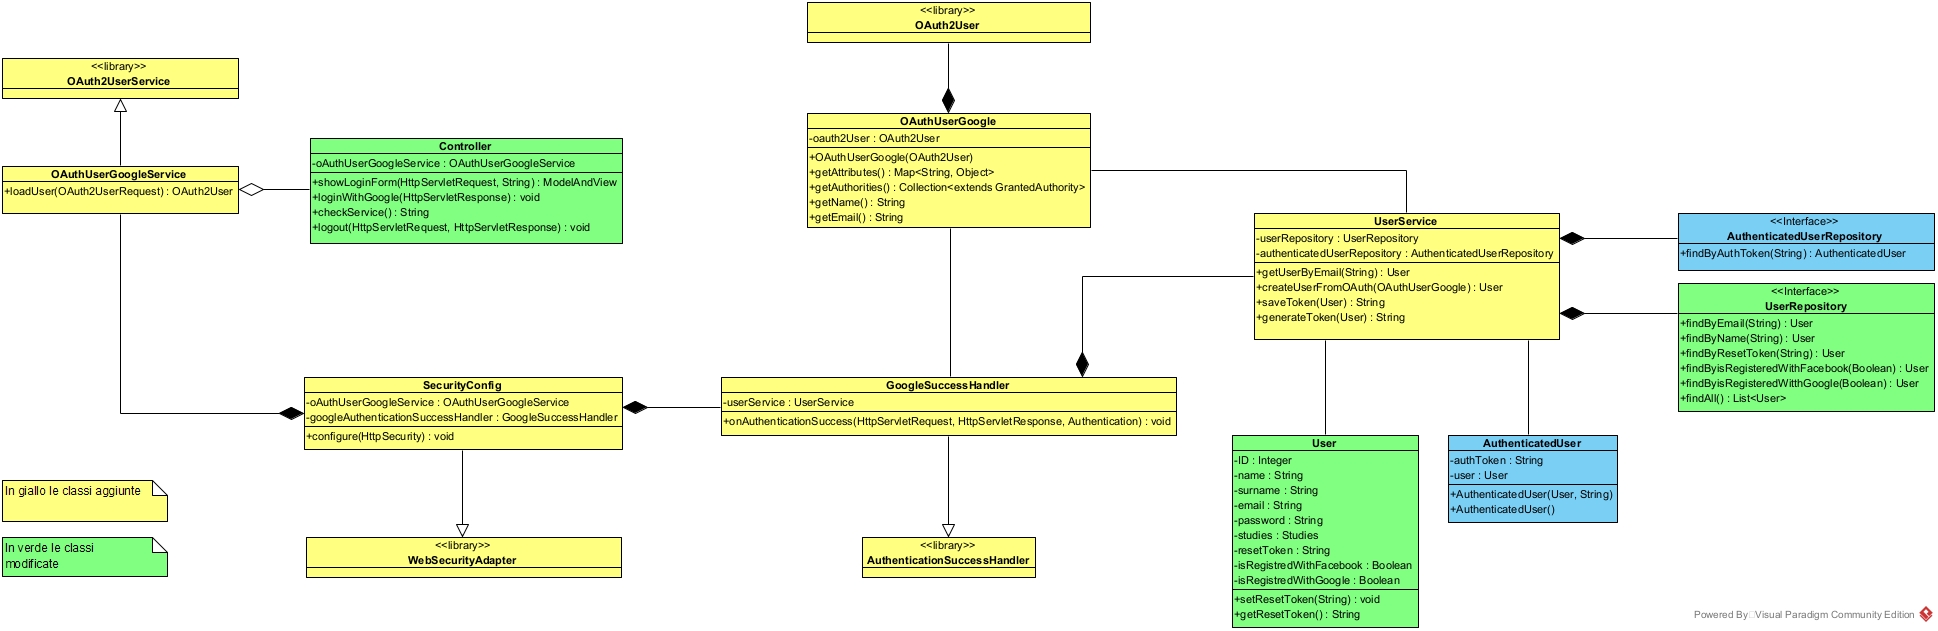 <<library>>
OAuth2User
<<library>>
OAuth2UserService
OAuthUserGoogleService
+loadUser(OAuth2UserRequest) : OAuth2User
Controller
-oAuthUserGoogleService : OAuthUserGoogleService
+showLoginForm(HttpServletRequest, String) : ModelAndView
+loginWithGoogle(HttpServletResponse) : void
+checkService() : String
+logout(HttpServletRequest, HttpServletResponse) : void
OAuthUserGoogle
-oauth2User : OAuth2User
+OAuthUserGoogle(OAuth2User)
+getAttributes() : Map<String, Object>
+getAuthorities() : Collection<extends GrantedAuthority>
+getName() : String
+getEmail() : String
UserService
-userRepository : UserRepository
-authenticatedUserRepository : AuthenticatedUserRepository
+getUserByEmail(String) : User
+createUserFromOAuth(OAuthUserGoogle) : User
+saveToken(User) : String
+generateToken(User) : String
<<Interface>>
AuthenticatedUserRepository
+findByAuthToken(String) : AuthenticatedUser
<<Interface>>
UserRepository
+findByEmail(String) : User
+findByName(String) : User
+findByResetToken(String) : User
+findByisRegisteredWithFacebook(Boolean) : User
+findByisRegisteredWitthGoogle(Boolean) : User
+findAll() : List<User>
SecurityConfig
-oAuthUserGoogleService : OAuthUserGoogleService
-googleAuthenticationSuccessHandler : GoogleSuccessHandler
+configure(HttpSecurity) : void
GoogleSuccessHandler
-userService : UserService
+onAuthenticationSuccess(HttpServletRequest, HttpServletResponse, Authentication) : void
User
-ID : Integer
-name : String
-surname : String
-email : String
-password : String
-studies : Studies
-resetToken : String
-isRegistredWithFacebook : Boolean
-isRegistredWithGoogle : Boolean
+setResetToken(String) : void
+getResetToken() : String
AuthenticatedUser
-authToken : String
-user : User
+AuthenticatedUser(User, String)
+AuthenticatedUser()
In giallo le classi aggiunte
In verde le classi
modificate
<<library>>
WebSecurityAdapter
<<library>>
AuthenticationSuccessHandler
Powered By Visual Paradigm Community Edition